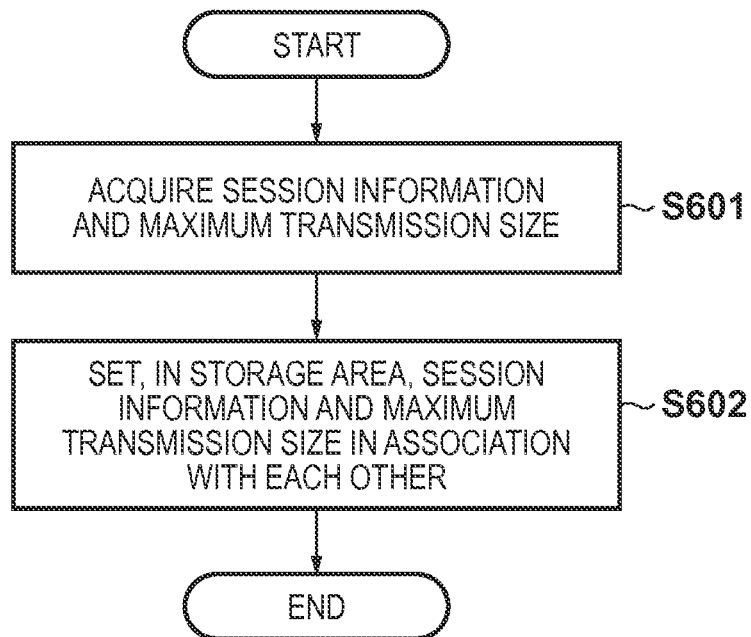 START
ACQUIRE SESSION INFORMATION
AND MAXIMUM TRANSMISSION SIZE
S601
SET, IN STORAGE AREA, SESSION
INFORMATION AND MAXIMUM
TRANSMISSION SIZE IN ASSOCIATION
WITH EACH OTHER
S602
END